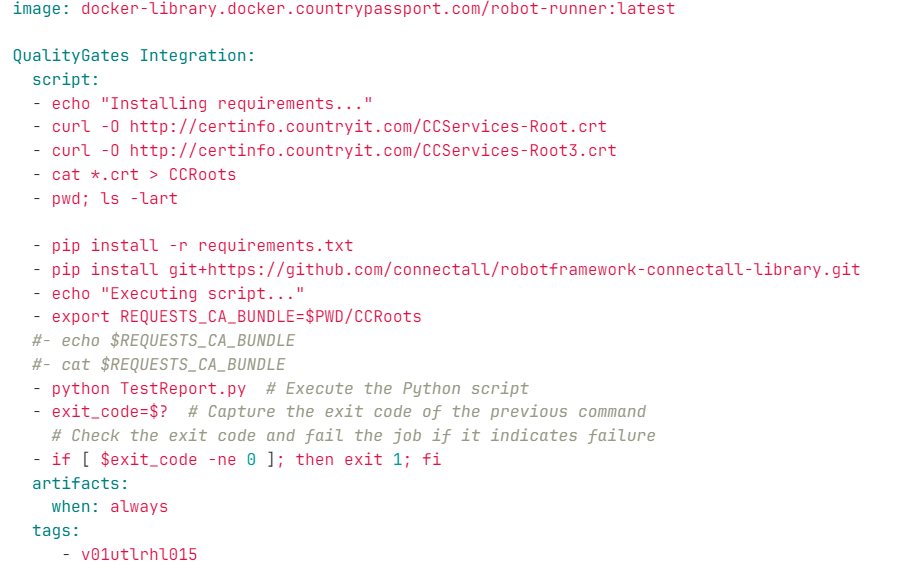 image: docker-library.docker.countrypassport.com/robot-runner:latest
QualityGates Integration:
script:
- echo "Installing requirements..."
- curl -O http://certinfo.countryit.com/CCServices-Root.crt
- curl -O http://certinfo.countryit.com/CCServices-Root3.crt
- cat *.crt > CCRoots
- pwd; ls -lart
- pip install -r requirements.txt
- pip install git+https://github.com/connectall/robotframework-connectall-library.git
- echo "Executing script..."
- export REQUESTS_CA_BUNDLE=$PWD/CCRoots
#- echo $REQUESTS_CA_BUNDLE
#- cat $REQUESTS_CA_BUNDLE
- python TestReport.py  # Execute the Python script
- exit_code=$?  # Capture the exit code of the previous command
# Check the exit code and fail the job if it indicates failure
- if [ $exit_code -ne 0 ]; then exit 1; fi
artifacts:
when: always
tags:
- v01utlrhl015